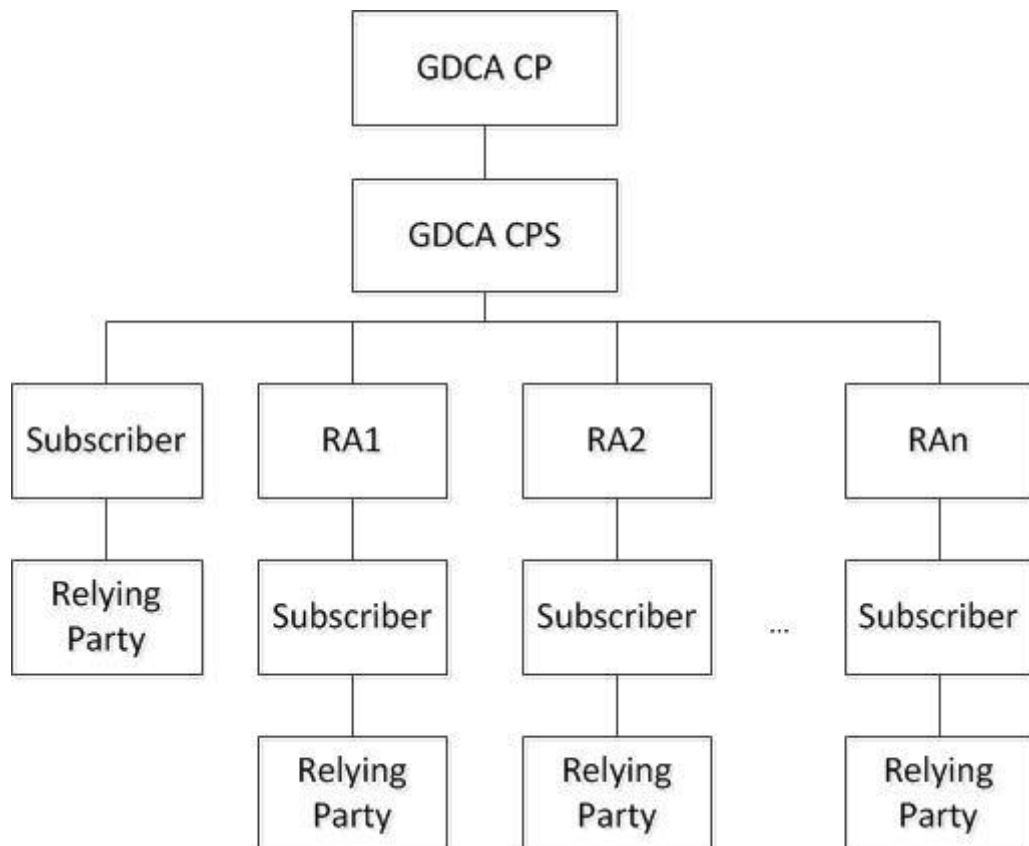 GDCA CP
GDCA CPS
Subscriber
RA1
RA2
RAn
Relying
Party
Subscriber
Subscriber
...
Subscriber
Relying
Party
Relying
Party
Relying
Party